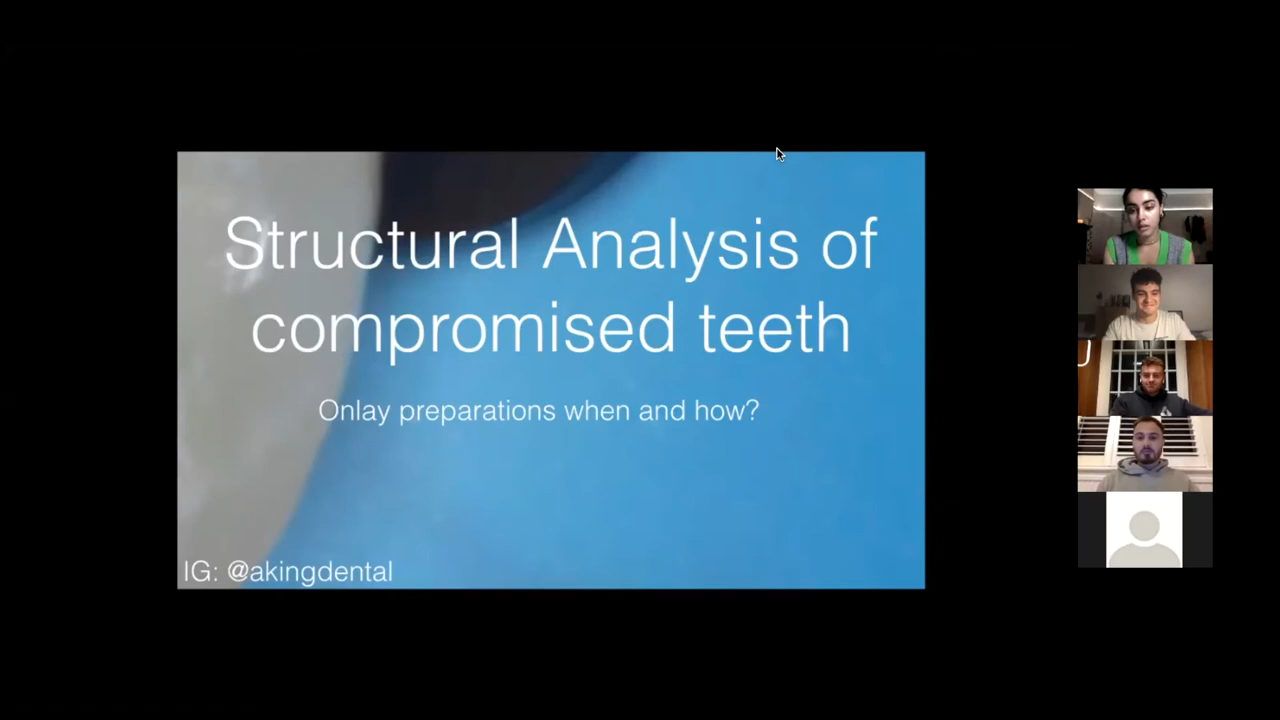 Structural Analysis of
compromised teeth
Onlay preparations when and how?
IG: @akingdental